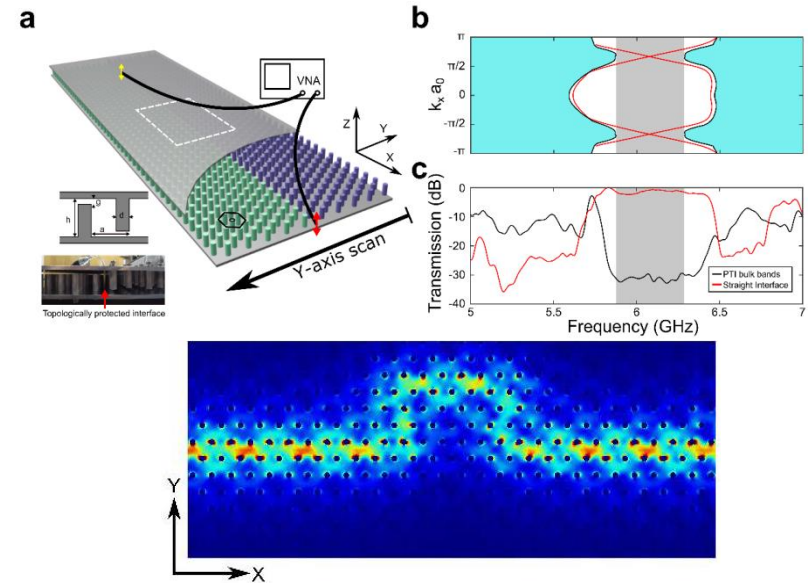 a
VNA
Z
Y
X
g
h
d
a
Y-axis scan
Topologically protected interface
b
kₓ a₀
π
π/2
0
-π/2
-π
c
Transmission (dB)
0
-10
-20
-30
-40
PTI bulk bands
Straight Interface
5
5.5
6
6.5
7
Frequency (GHz)
Y
X